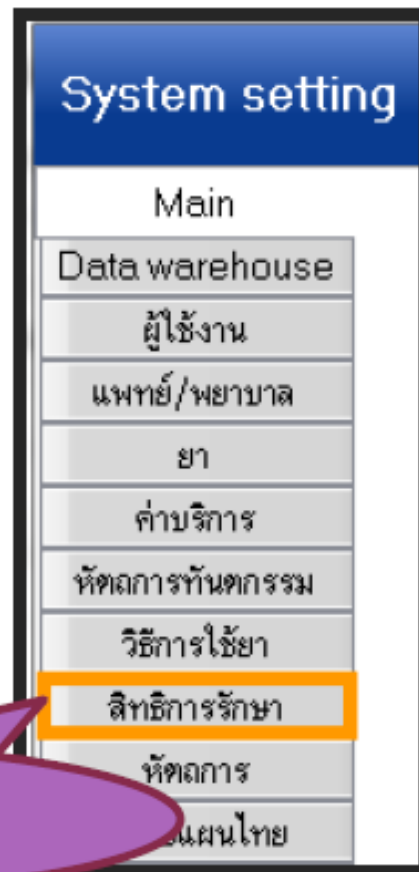 System setting
Main
Data warehouse
ผู้ใช้งาน
แพทย์/พยาบาล
ยา
ค่าบริการ
หัตถการทันตกรรม
วิธีการใช้ยา
สิทธิการรักษา
หัตถการ
แผนไทย